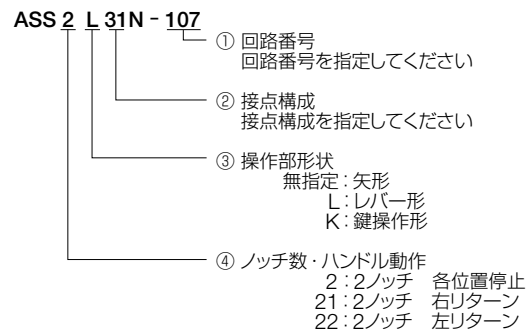 ASS 2 L 31N - 107
① 回路番号
回路番号を指定してください
② 接点構成
接点構成を指定してください
③ 操作部形状
無指定：矢形
L：レバー形
K：鍵操作形
④ ノッチ数・ハンドル動作
2：2ノッチ 各位置停止
21：2ノッチ 右リターン
22：2ノッチ 左リターン